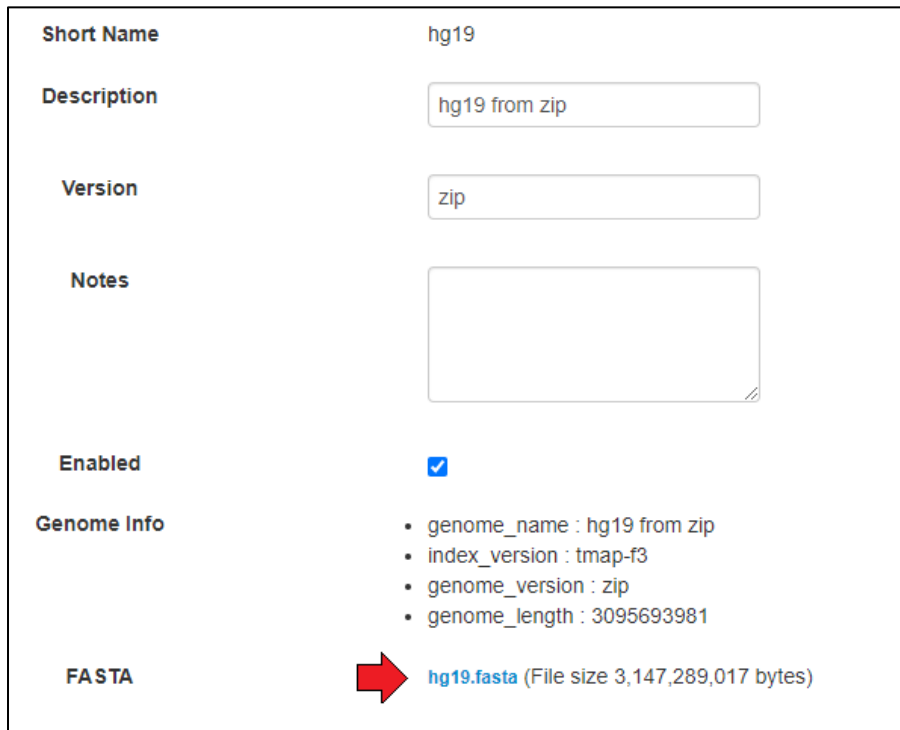 Short Name hg19
Description hg19 from zip
Version zip
Notes
Enabled
Genome Info
• genome_name : hg19 from zip
• index_version : tmap-f3
• genome_version : zip
• genome_length : 3095693981
FASTA hg19.fasta (File size 3,147,289,017 bytes)